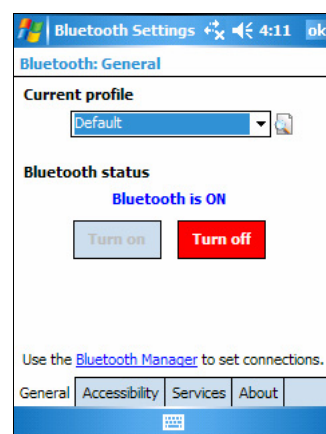 Bluetooth Settings 4:11 ok
Bluetooth: General
Current profile
Default
Bluetooth status
Bluetooth is ON
Turn on Turn off
Use the Bluetooth Manager to set connections.
General Accessibility Services About